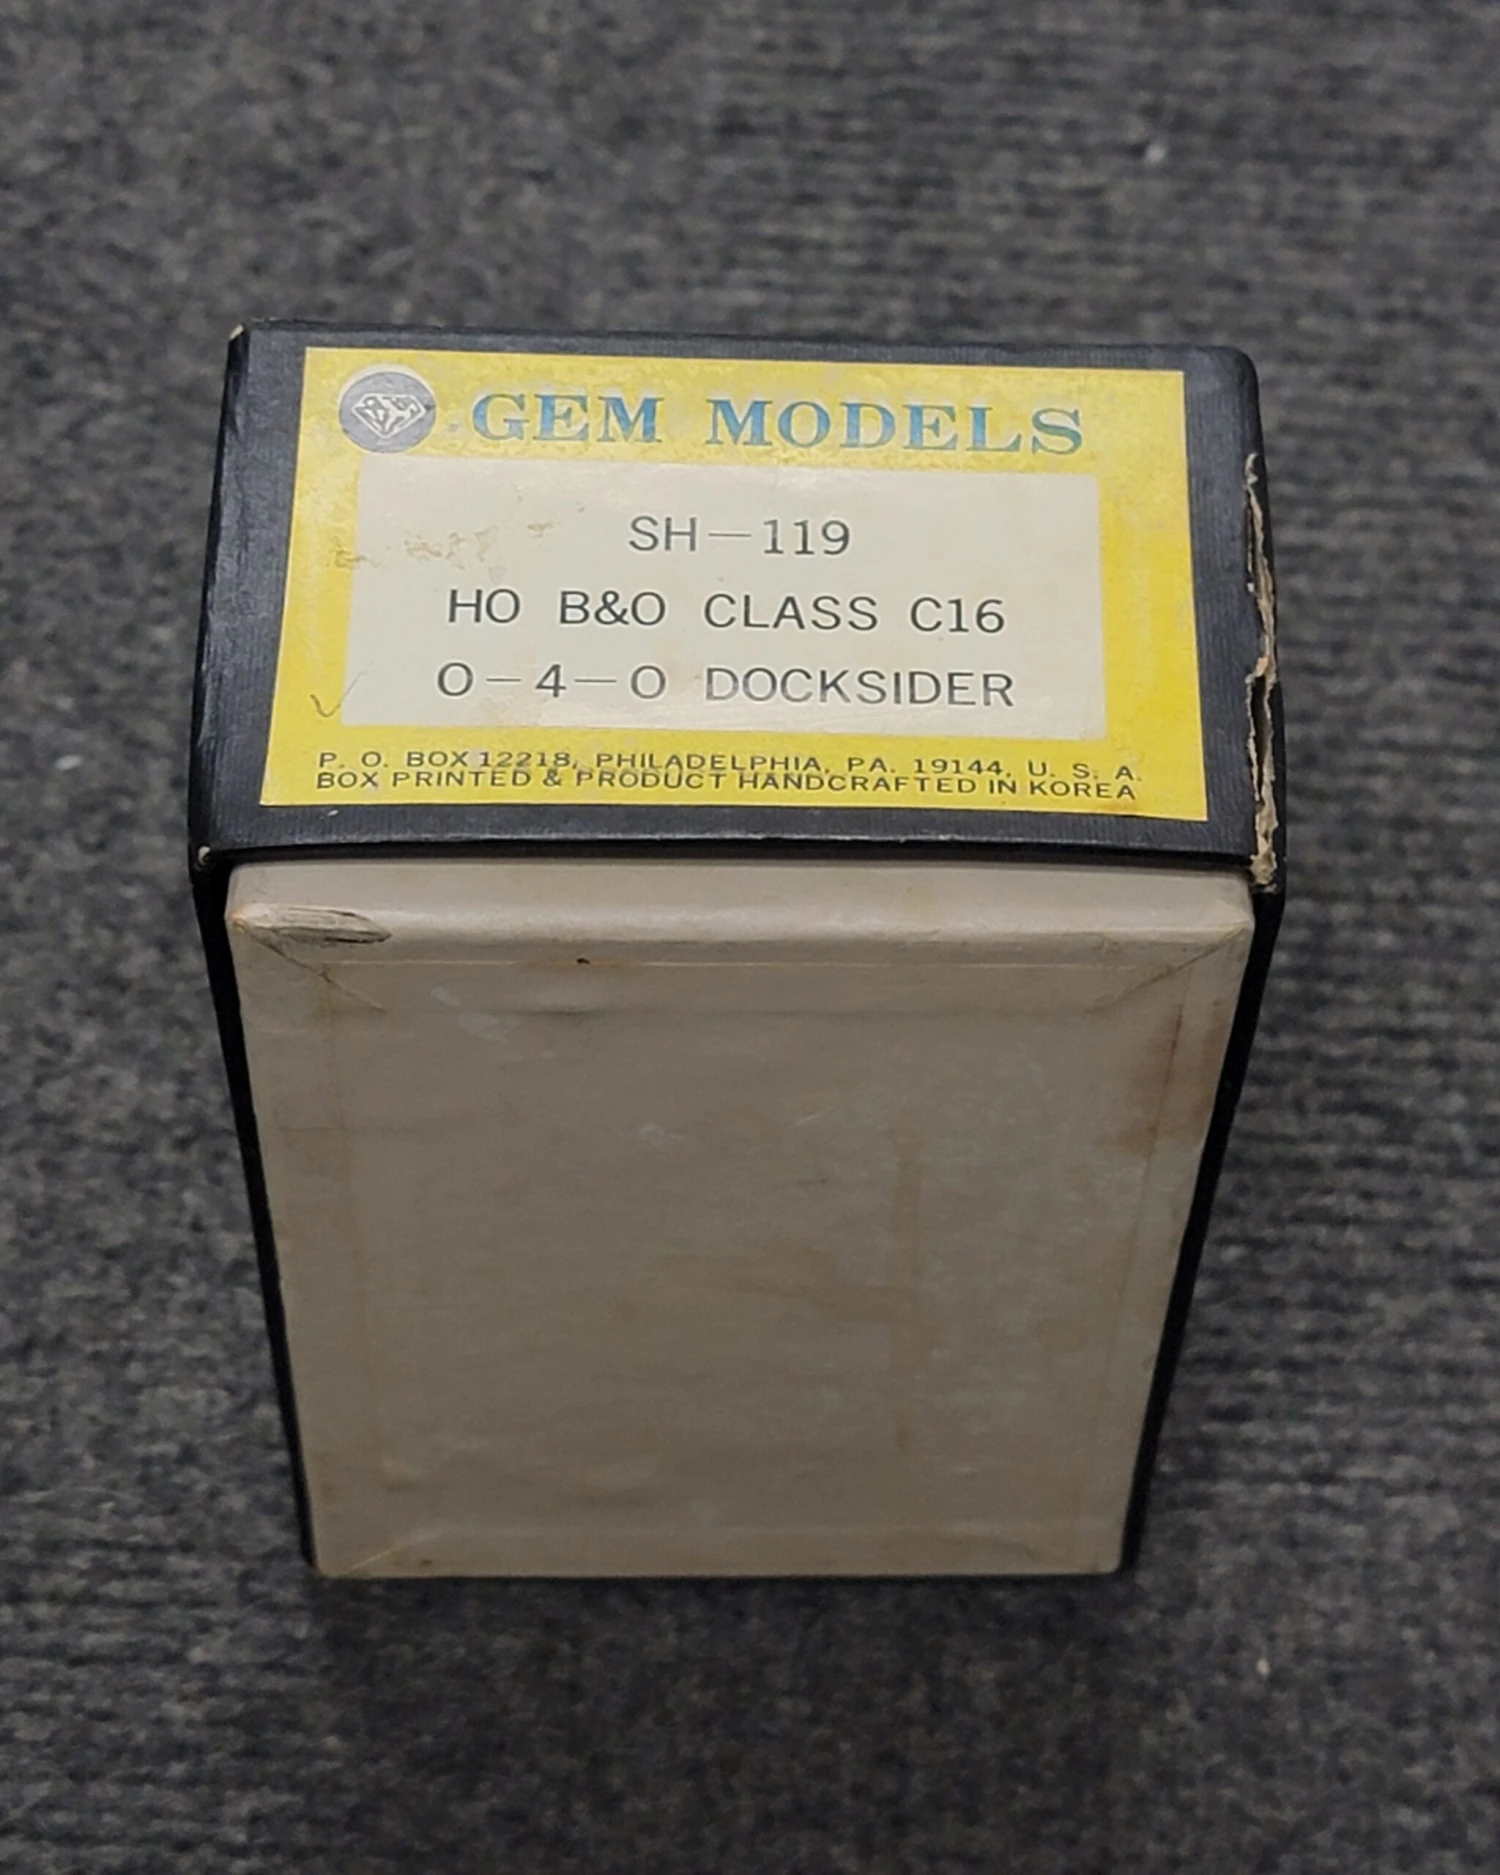 GEM MODELS
SH-119
HO B&O CLASS C16
0-4-0 DOCKSIDER
P. O. BOX 12218, PHILADELPHIA, PA. 19144, U. S. A.
BOX PRINTED & PRODUCT HANDCRAFTED IN KOREA